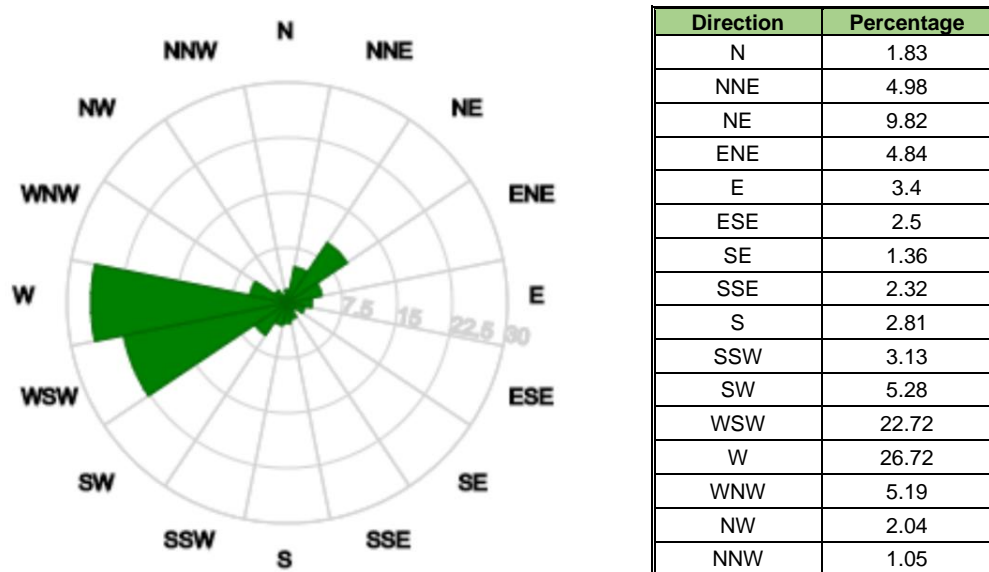 N
NNW NNE
NW NE
WNW ENE
W E
7.5 15 22.5 30
WSW ESE
SW SE
SSW SSE
S
Direction Percentage
N 1.83
NNE 4.98
NE 9.82
ENE 4.84
E 3.4
ESE 2.5
SE 1.36
SSE 2.32
S 2.81
SSW 3.13
SW 5.28
WSW 22.72
W 26.72
WNW 5.19
NW 2.04
NNW 1.05